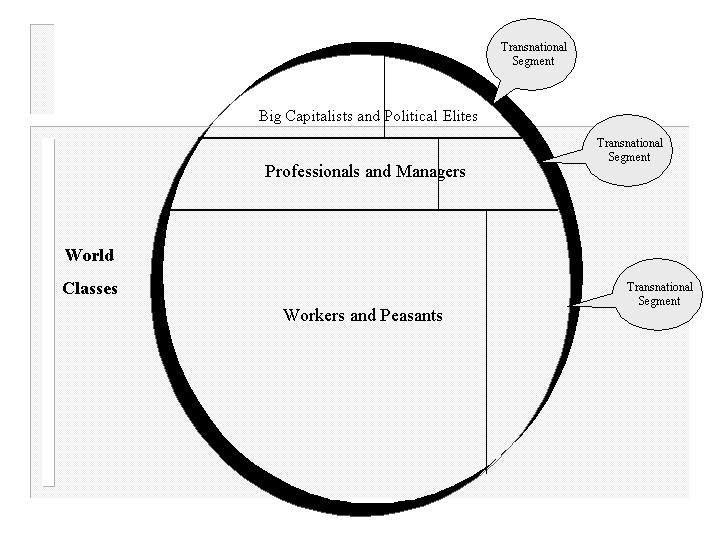 Transnational
Segment
Big Capitalists and Political Elites
Transnational
Segment
Professionals and Managers
World
Classes
Transnational
Segment
Workers and Peasants